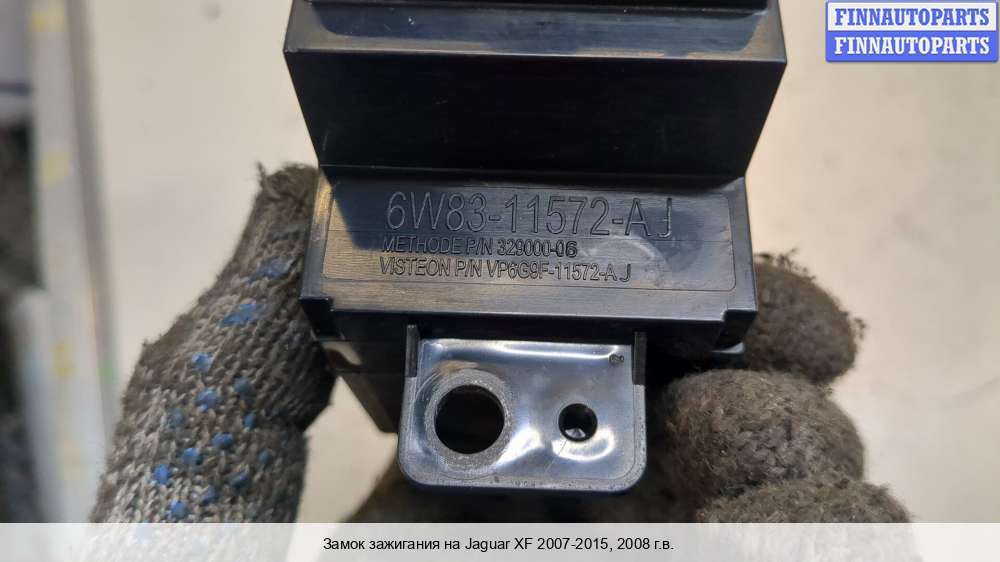 FINNAUTOPARTS
FINNAUTOPARTS
6W83-11572-AJ
METHODE P/N 329000-06
VISTEON P/N VP6G9F-11572-AJ
Замок зажигания на Jaguar XF 2007-2015, 2008 г.в.